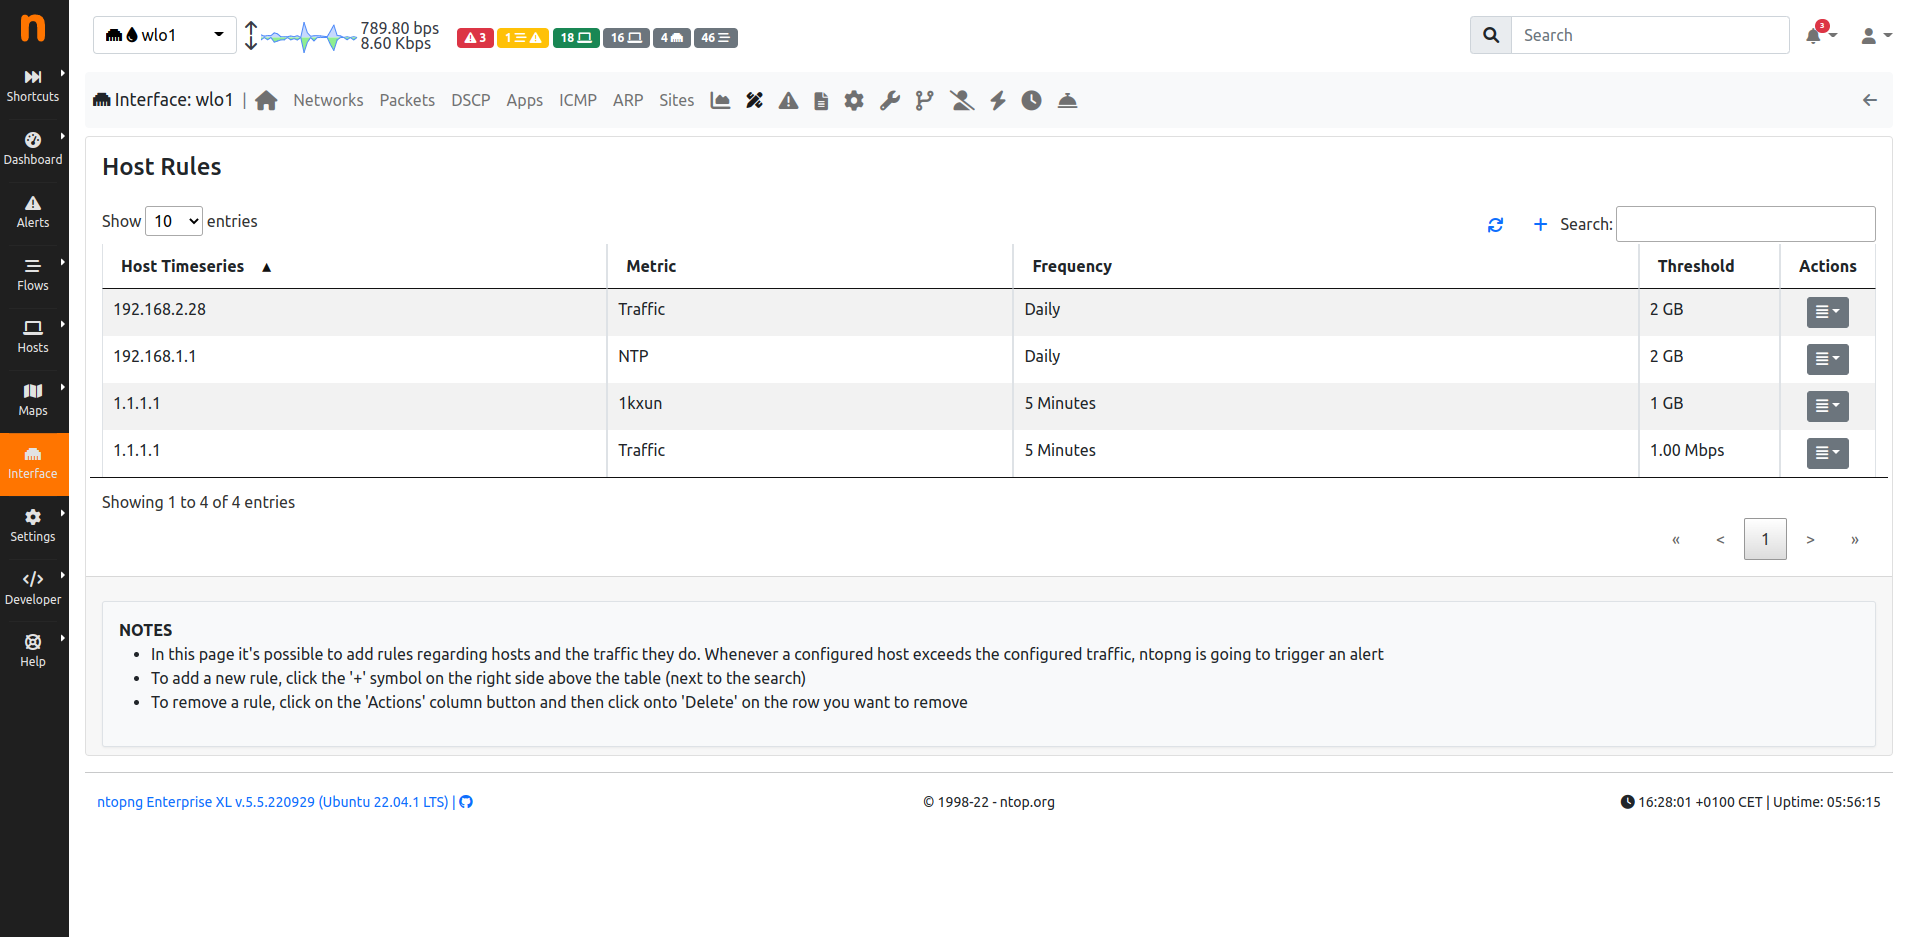 n
wlo1
789.80 bps
8.60 Kbps
3
1
18
16
4
46
Search
3
Shortcuts
Dashboard
Alerts
Flows
Hosts
Maps
Interface
Settings
Developer
Help
Interface: wlo1 | Networks Packets DSCP Apps ICMP ARP Sites
Host Rules
Show 10 entries
Search:
Host Timeseries ▲ Metric Frequency Threshold Actions
192.168.2.28 Traffic Daily 2 GB
192.168.1.1 NTP Daily 2 GB
1.1.1.1 1kxun 5 Minutes 1 GB
1.1.1.1 Traffic 5 Minutes 1.00 Mbps
Showing 1 to 4 of 4 entries
« < 1 > »
NOTES
• In this page it's possible to add rules regarding hosts and the traffic they do. Whenever a configured host exceeds the configured traffic, ntopng is going to trigger an alert
• To add a new rule, click the '+' symbol on the right side above the table (next to the search)
• To remove a rule, click on the 'Actions' column button and then click onto 'Delete' on the row you want to remove
ntopng Enterprise XL v.5.5.220929 (Ubuntu 22.04.1 LTS) |
© 1998-22 - ntop.org
16:28:01 +0100 CET | Uptime: 05:56:15